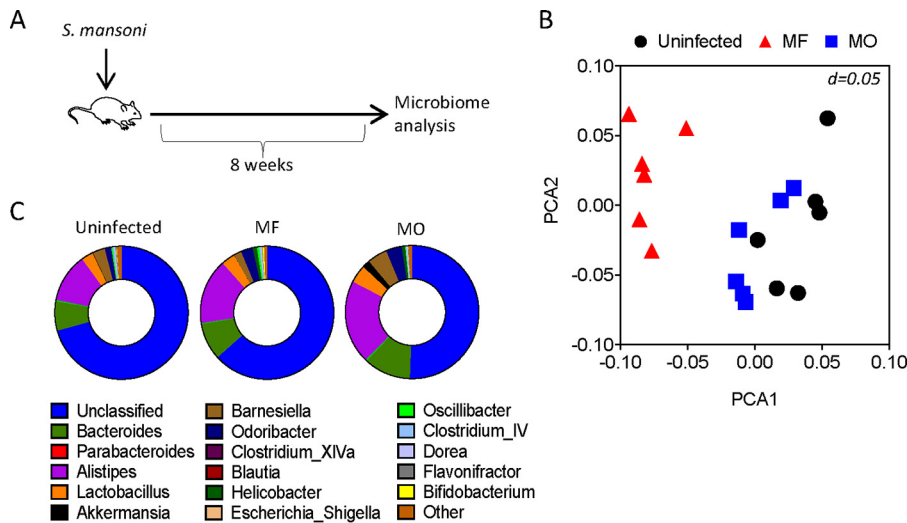 A
S. mansoni
Microbiome
analysis
8 weeks
B
Uninfected MF MO
d=0.05
0.10
0.05
0.00
-0.05
-0.10
PCA2
-0.10 -0.05 0.00 0.05 0.10
PCA1
C
Uninfected MF MO
Unclassified Barnesiella Oscillibacter
Bacteroides Odoribacter Clostridium_IV
Parabacteroides Clostridium_XIVa Dorea
Alistipes Blautia Flavonifractor
Lactobacillus Helicobacter Bifidobacterium
Akkermansia Escherichia_Shigella Other